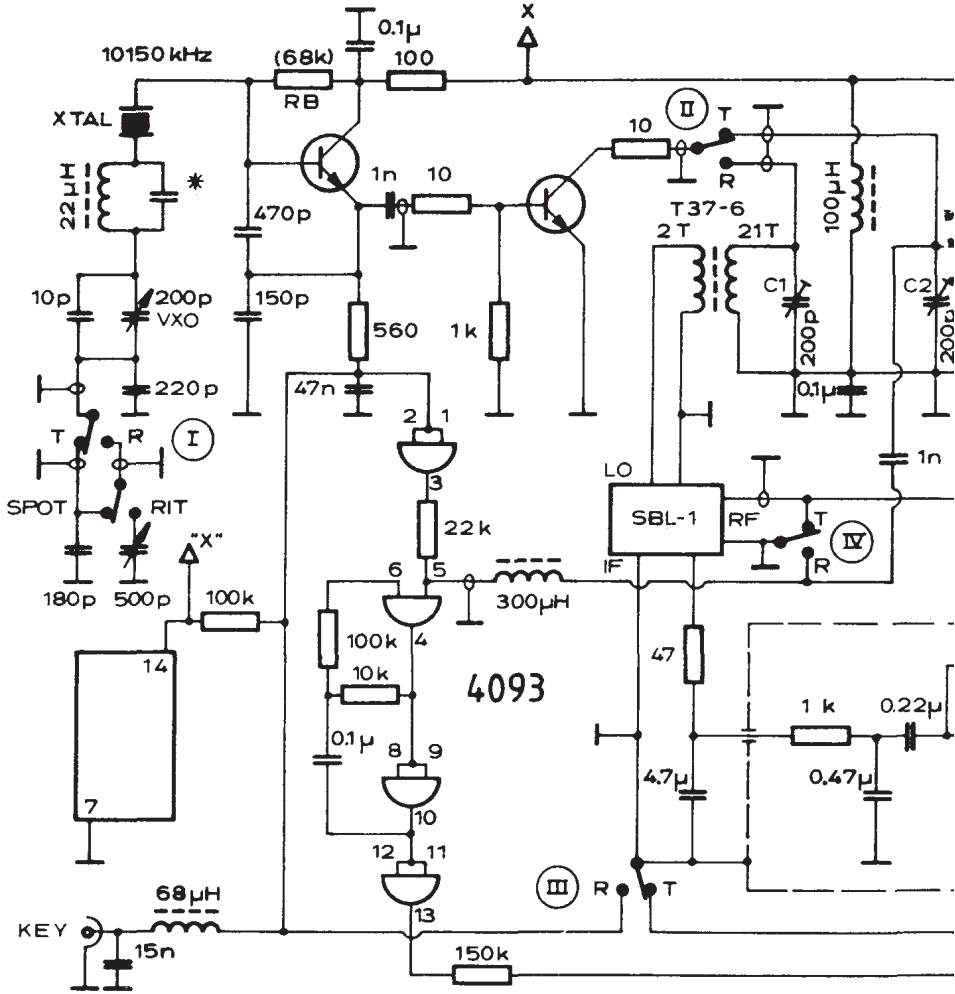 X
0.1µ
10150 kHz
(68k)
100
RB
XTAL
II
T
10
22µH
*
1n
10
R
T37-6
100µH
470p
2T
21T
10p
200p
VXO
150p
C1
C2
560
1k
200p
200p
220p
47n
0.1µ
2
1
T
R
I
3
1n
LO
SPOT
RIT
22k
SBL-1
RF
T
IV
"X"
IF
R
6
5
180p
500p
100k
300µH
4
14
100k
47
10k
4093
1k
0.22µ
0.1µ
8
9
4.7µ
0.47µ
7
10
12
11
68µH
III
R
T
13
KEY
15n
150k